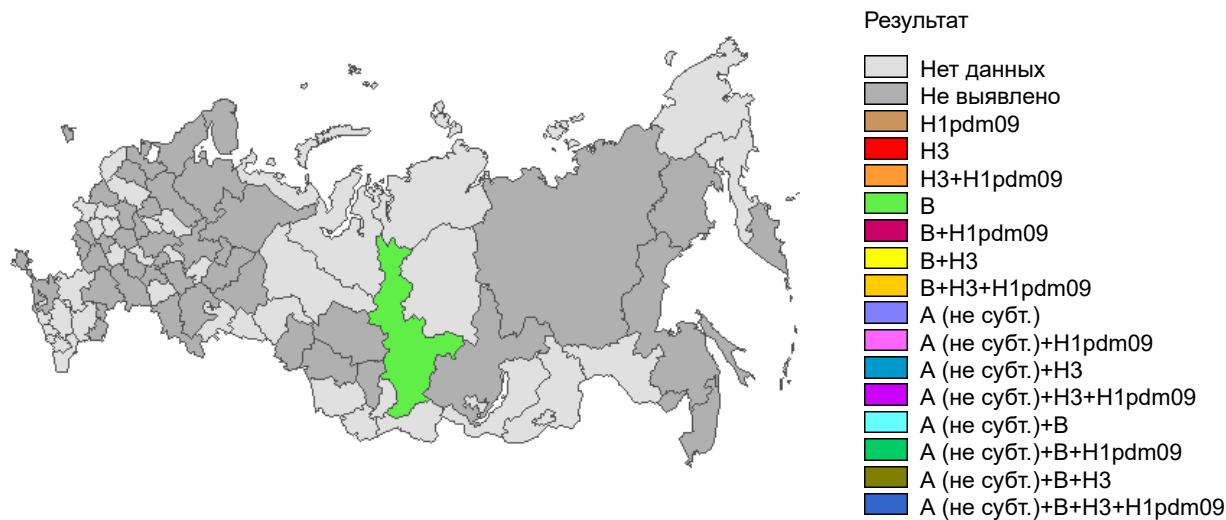 Результат
Нет данных
Не выявлено
H1pdm09
H3
H3+H1pdm09
B
B+H1pdm09
B+H3
B+H3+H1pdm09
A (не субт.)
A (не субт.)+H1pdm09
A (не субт.)+H3
A (не субт.)+H3+H1pdm09
A (не субт.)+B
A (не субт.)+B+H1pdm09
A (не субт.)+B+H3
A (не субт.)+B+H3+H1pdm09